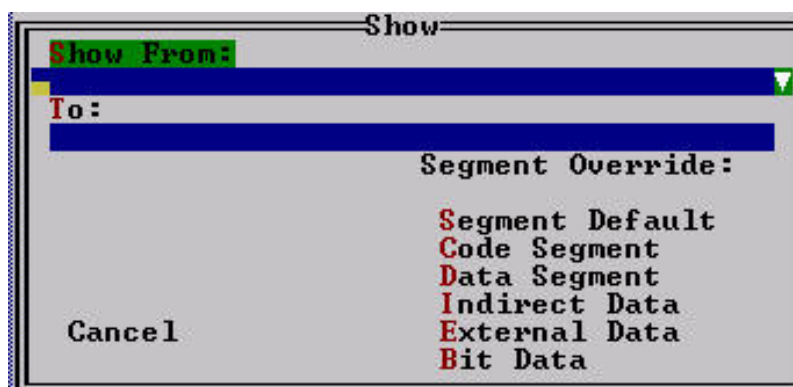 Show
Show From:
To:
Segment Override:
Segment Default
Code Segment
Data Segment
Indirect Data
Cancel External Data
Bit Data